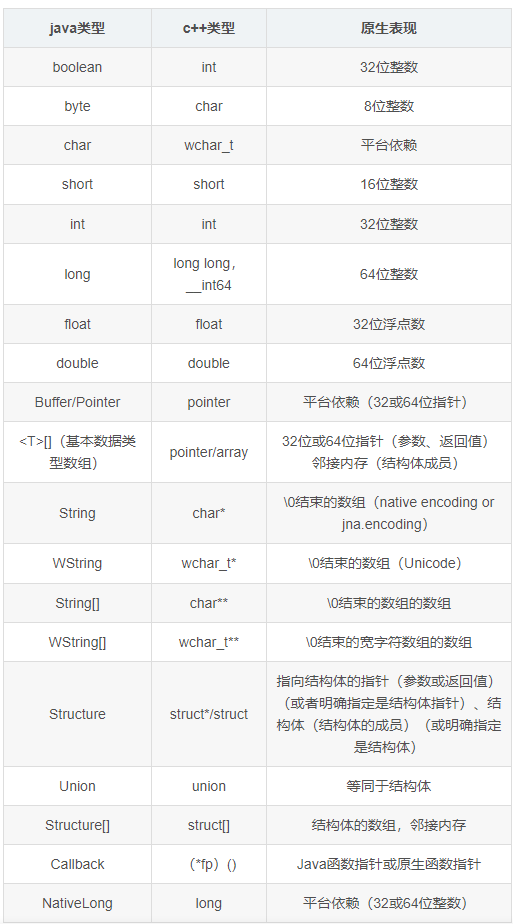 java类型 c++类型 原生表现
boolean int 32位整数
byte char 8位整数
char wchar_t 平台依赖
short short 16位整数
int int 32位整数
long long long，
__int64 64位整数
float float 32位浮点数
double double 64位浮点数
Buffer/Pointer pointer 平台依赖（32或64位指针）
<T>[]（基本数据类
型数组） pointer/array 32位或64位指针（参数、返回值）
邻接内存（结构体成员）
String char* \0结束的数组（native encoding or
jna.encoding）
WString wchar_t* \0结束的数组（Unicode）
String[] char** \0结束的数组的数组
WString[] wchar_t** \0结束的宽字符数组的数组
Structure struct*/struct 指向结构体的指针（参数或返回值）
（或者明确指定是结构体指针）、结
构体（结构体的成员）（或明确指定
是结构体）
Union union 等同于结构体
Structure[] struct[] 结构体的数组，邻接内存
Callback （*fp）() Java函数指针或原生函数指针
NativeLong long 平台依赖（32或64位整数）